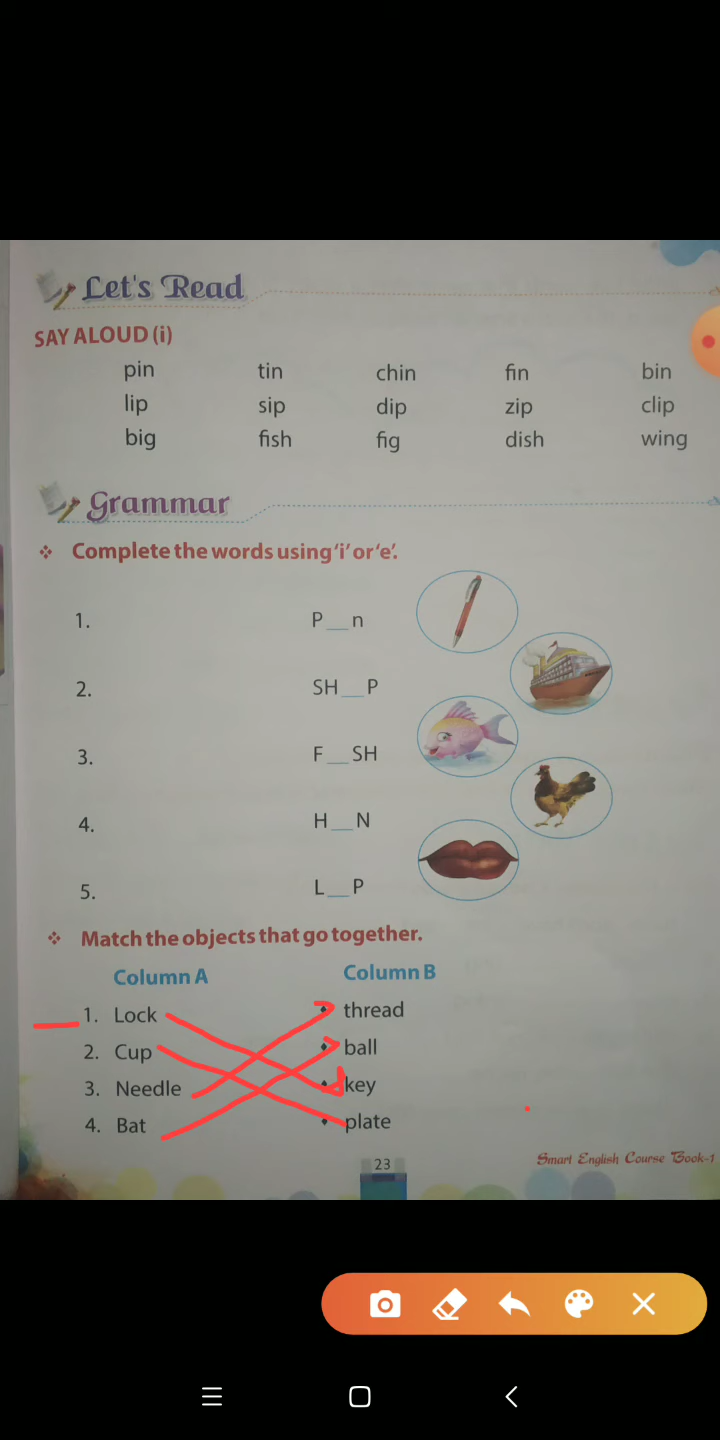 Let's Read
SAY ALOUD (i)
pin tin chin fin bin
lip sip dip zip clip
big fish fig dish wing
Grammar
Complete the words using 'i' or 'e'.
1. P__n
2. SH__P
3. F__SH
4. H__N
5. L__P
Match the objects that go together.
Column A Column B
1. Lock thread
2. Cup ball
3. Needle key
4. Bat plate
23
Smart English Course Book-1